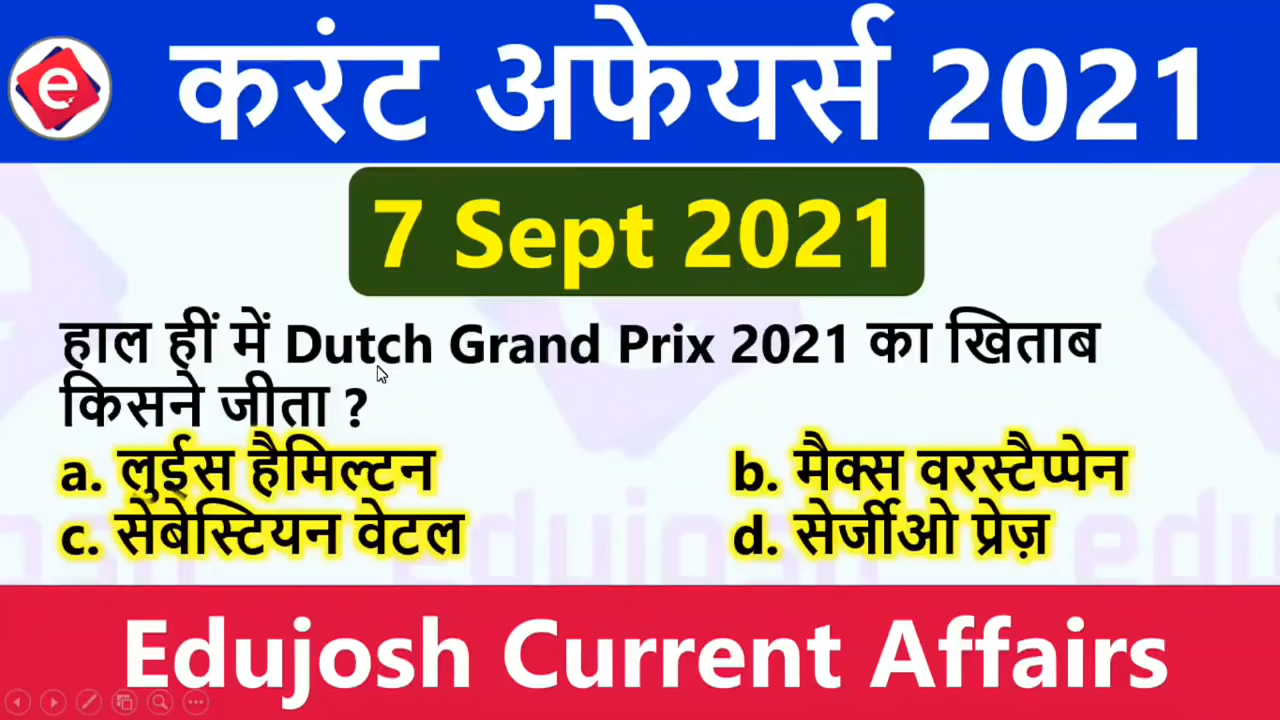 e
करंट अफेयर्स 2021
7 Sept 2021
हाल हीं में Dutch Grand Prix 2021 का खिताब
किसने जीता ?
a. लुईस हैमिल्टन b. मैक्स वरस्टैप्पेन
c. सेबेस्टियन वेटल d. सेर्जीओ प्रेज़
Edujosh Current Affairs